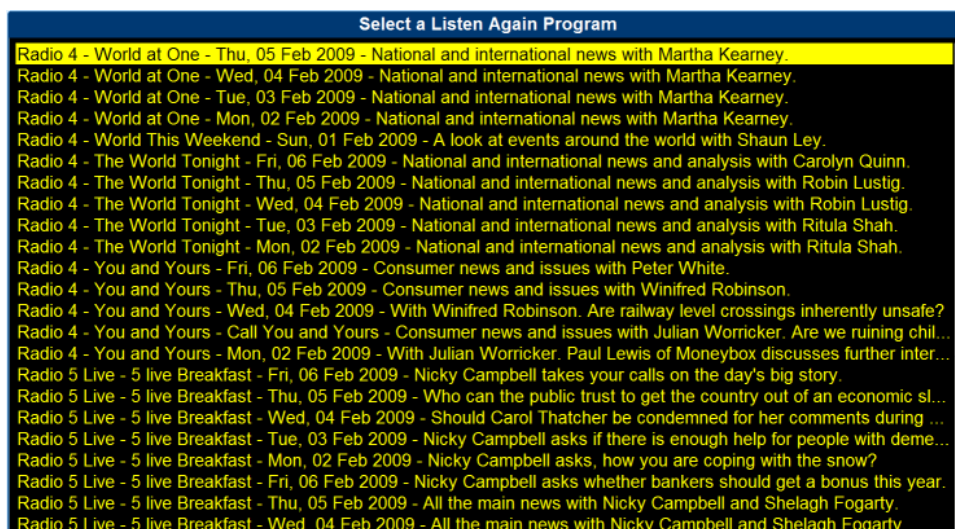 Select a Listen Again Program
Radio 4 - World at One - Thu, 05 Feb 2009 - National and international news with Martha Kearney.
Radio 4 - World at One - Wed, 04 Feb 2009 - National and international news with Martha Kearney.
Radio 4 - World at One - Tue, 03 Feb 2009 - National and international news with Martha Kearney.
Radio 4 - World at One - Mon, 02 Feb 2009 - National and international news with Martha Kearney.
Radio 4 - World This Weekend - Sun, 01 Feb 2009 - A look at events around the world with Shaun Ley.
Radio 4 - The World Tonight - Fri, 06 Feb 2009 - National and international news and analysis with Carolyn Quinn.
Radio 4 - The World Tonight - Thu, 05 Feb 2009 - National and international news and analysis with Robin Lustig.
Radio 4 - The World Tonight - Wed, 04 Feb 2009 - National and international news and analysis with Robin Lustig.
Radio 4 - The World Tonight - Tue, 03 Feb 2009 - National and international news and analysis with Ritula Shah.
Radio 4 - The World Tonight - Mon, 02 Feb 2009 - National and international news and analysis with Ritula Shah.
Radio 4 - You and Yours - Fri, 06 Feb 2009 - Consumer news and issues with Peter White.
Radio 4 - You and Yours - Thu, 05 Feb 2009 - Consumer news and issues with Winifred Robinson.
Radio 4 - You and Yours - Wed, 04 Feb 2009 - With Winifred Robinson. Are railway level crossings inherently unsafe?
Radio 4 - You and Yours - Call You and Yours - Consumer news and issues with Julian Worricker. Are we ruining chil...
Radio 4 - You and Yours - Mon, 02 Feb 2009 - With Julian Worricker. Paul Lewis of Moneybox discusses further inter...
Radio 5 Live - 5 live Breakfast - Fri, 06 Feb 2009 - Nicky Campbell takes your calls on the day's big story.
Radio 5 Live - 5 live Breakfast - Thu, 05 Feb 2009 - Who can the public trust to get the country out of an economic sl...
Radio 5 Live - 5 live Breakfast - Wed, 04 Feb 2009 - Should Carol Thatcher be condemned for her comments during ...
Radio 5 Live - 5 live Breakfast - Tue, 03 Feb 2009 - Nicky Campbell asks if there is enough help for people with deme...
Radio 5 Live - 5 live Breakfast - Mon, 02 Feb 2009 - Nicky Campbell asks, how you are coping with the snow?
Radio 5 Live - 5 live Breakfast - Fri, 06 Feb 2009 - Nicky Campbell asks whether bankers should get a bonus this year.
Radio 5 Live - 5 live Breakfast - Thu, 05 Feb 2009 - All the main news with Nicky Campbell and Shelagh Fogarty.
Radio 5 Live - 5 live Breakfast - Wed, 04 Feb 2009 - All the main news with Nicky Campbell and Shelagh Fogarty.